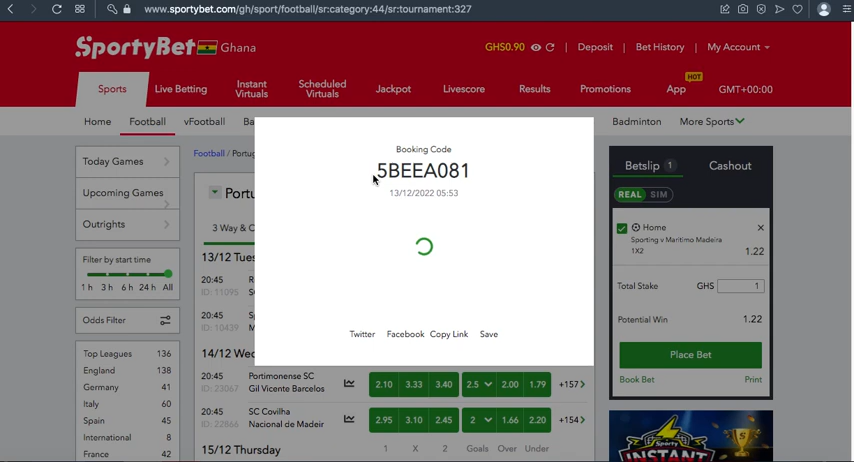 www.sportybet.com/gh/sport/football/sr:category:44/sr:tournament:327
SportyBet Ghana
GHS0.90 | Deposit | Bet History | My Account
Sports Live Betting Instant Virtuals Scheduled Virtuals Jackpot Livescore Results Promotions App HOT GMT+00:00
Home Football vFootball Ba Badminton More Sports
Today Games
Upcoming Games
Outrights
Filter by start time
1 h 3 h 6 h 24 h All
Odds Filter
Top Leagues 136
England 138
Germany 41
Italy 60
Spain 45
International 8
France 42
Football / Portug
Portu
3 Way & O
13/12 Tues
20:45 R
ID: 11095 S
20:45 Sp
ID: 10439 M
14/12 Wed
20:45 Portimonense SC 2.10 3.33 3.40 2.5 2.00 1.79 +157
ID: 23067 Gil Vicente Barcelos
20:45 SC Covilha 2.95 3.10 2.45 2 1.66 2.20 +154
ID: 22866 Nacional de Madeir
15/12 Thursday 1 X 2 Goals Over Under
Booking Code
5BEEA081
13/12/2022 05:53
Twitter Facebook Copy Link Save
Betslip 1 Cashout
REAL SIM
Home
Sporting v Maritimo Madeira
1X2 1.22
Total Stake GHS 1
Potential Win 1.22
Place Bet
Book Bet Print
SportyBet
INSTANT